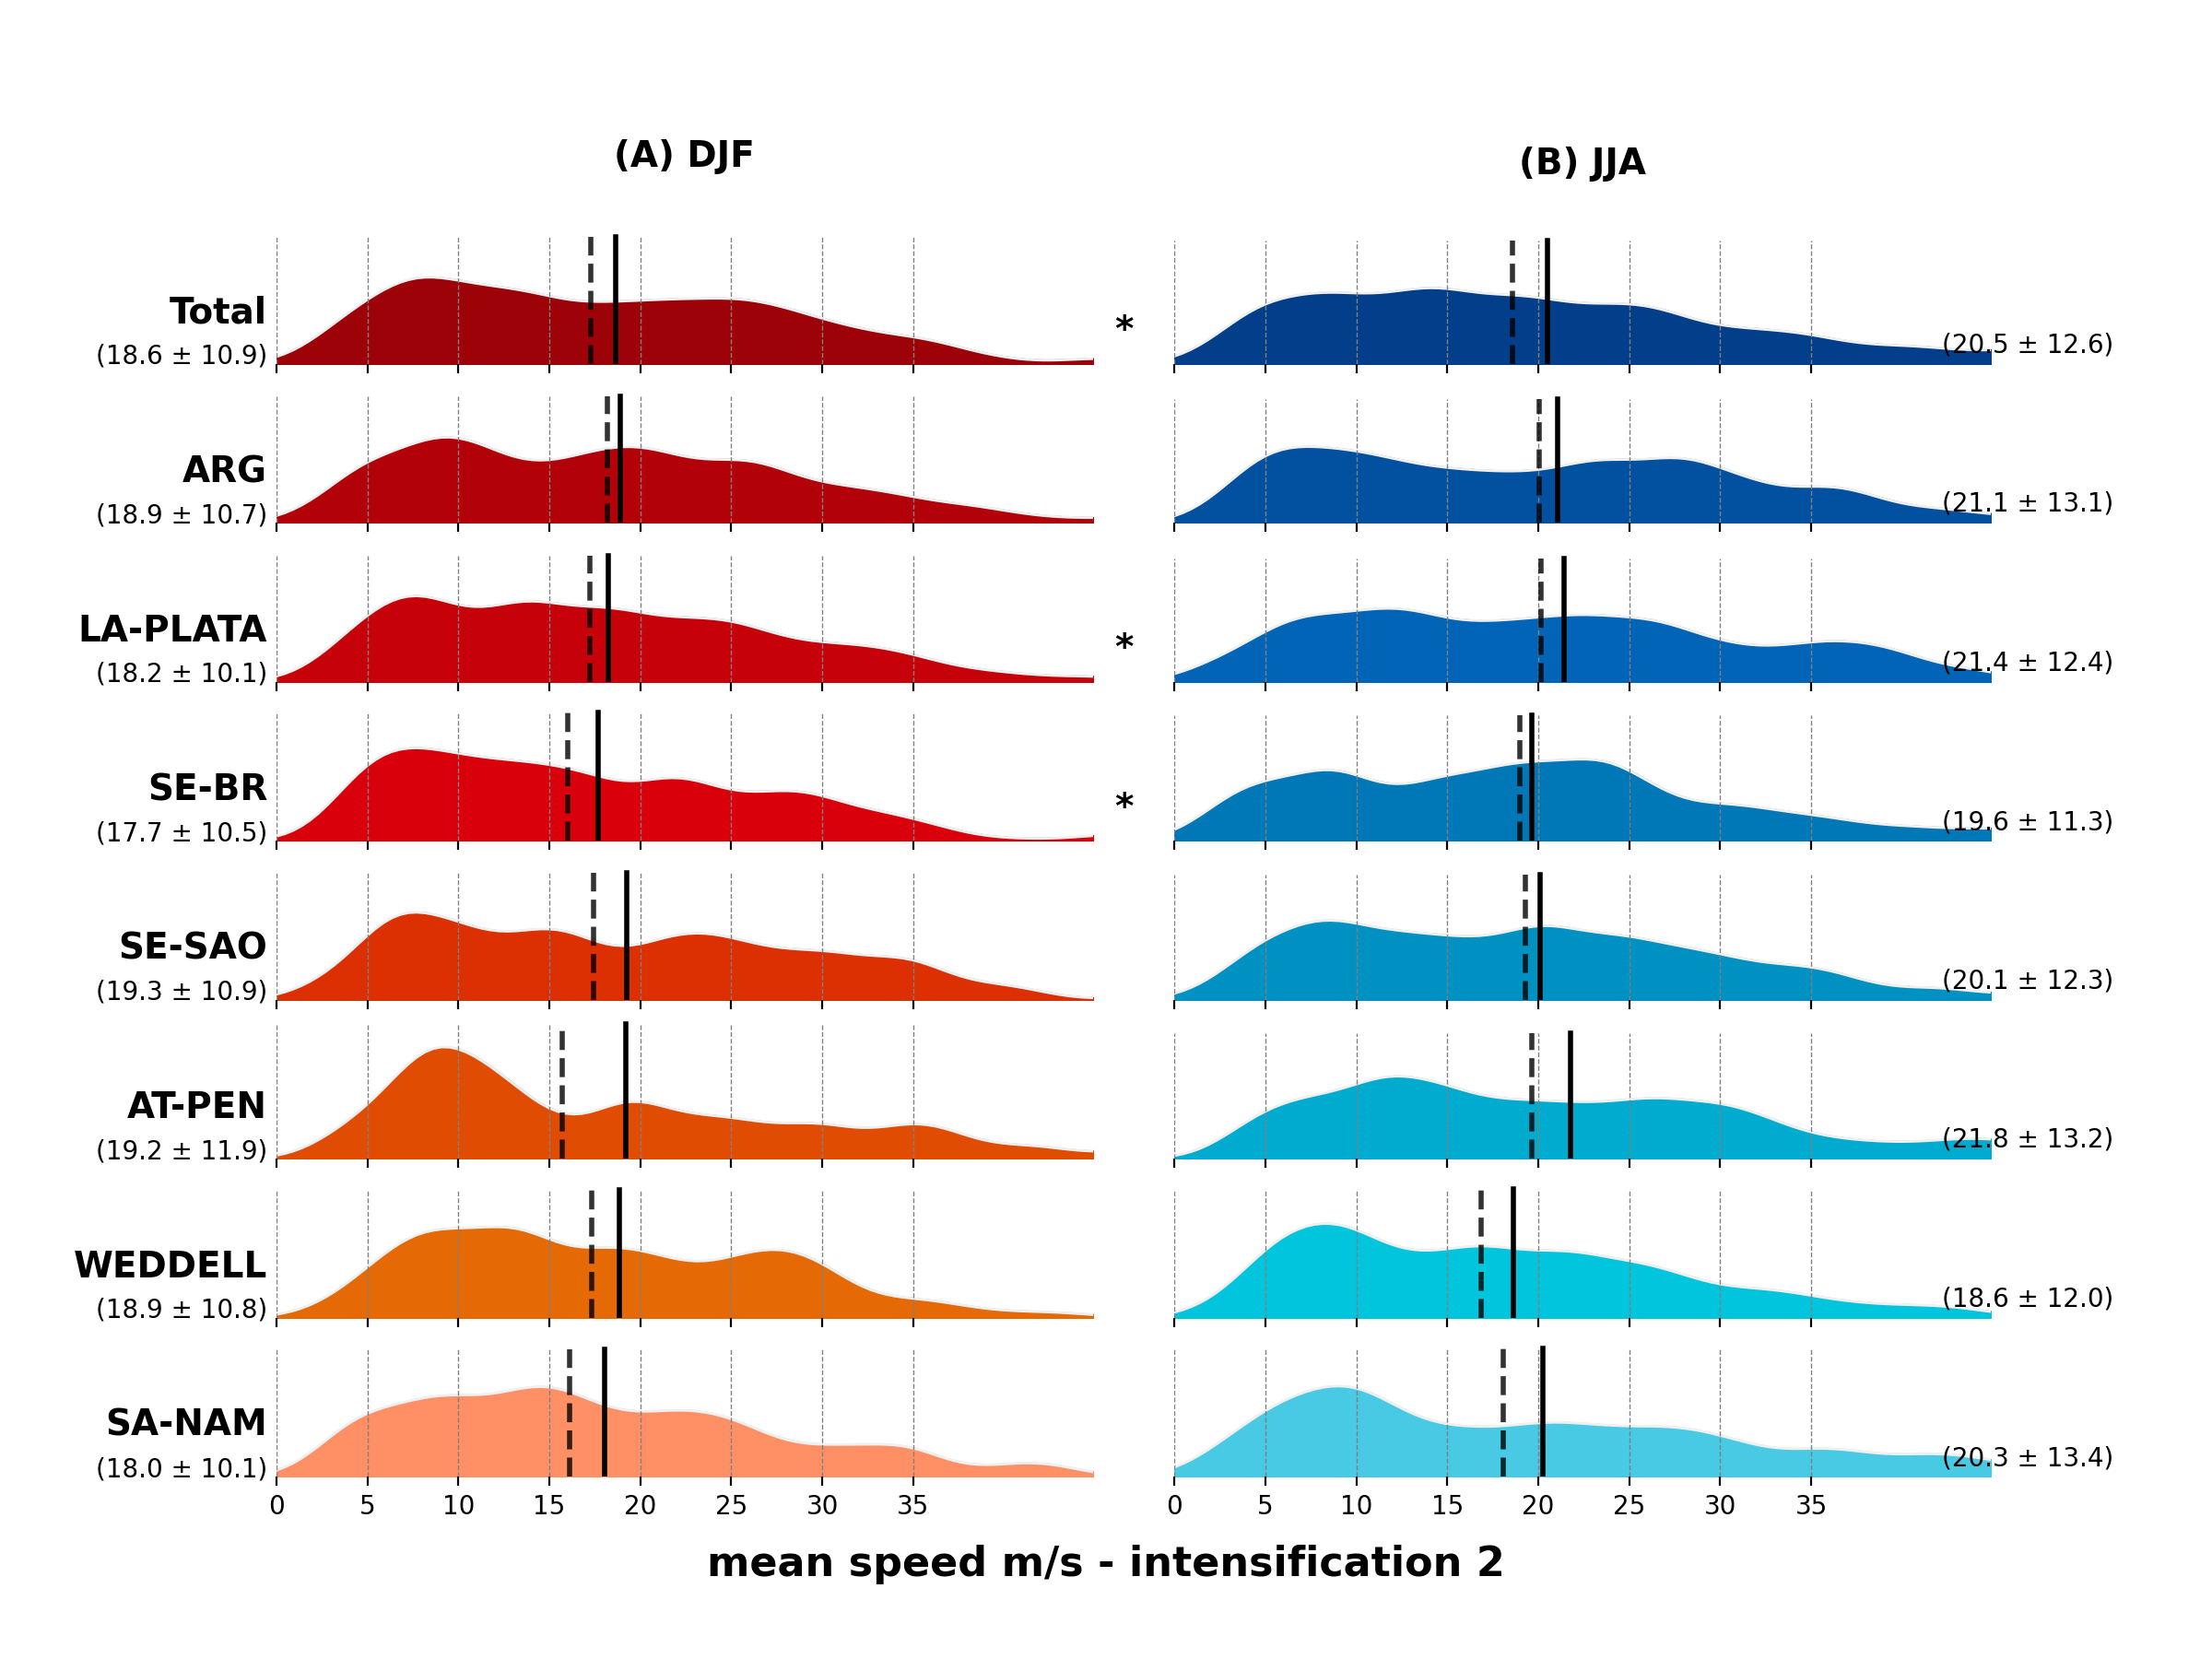 (A) DJF
(B) JJA
Total
(18.6 ± 10.9)
*
(20.5 ± 12.6)
ARG
(18.9 ± 10.7)
(21.1 ± 13.1)
LA-PLATA
(18.2 ± 10.1)
*
(21.4 ± 12.4)
SE-BR
(17.7 ± 10.5)
*
(19.6 ± 11.3)
SE-SAO
(19.3 ± 10.9)
(20.1 ± 12.3)
AT-PEN
(19.2 ± 11.9)
(21.8 ± 13.2)
WEDDELL
(18.9 ± 10.8)
(18.6 ± 12.0)
SA-NAM
(18.0 ± 10.1)
(20.3 ± 13.4)
0 5 10 15 20 25 30 35
0 5 10 15 20 25 30 35
mean speed m/s - intensification 2